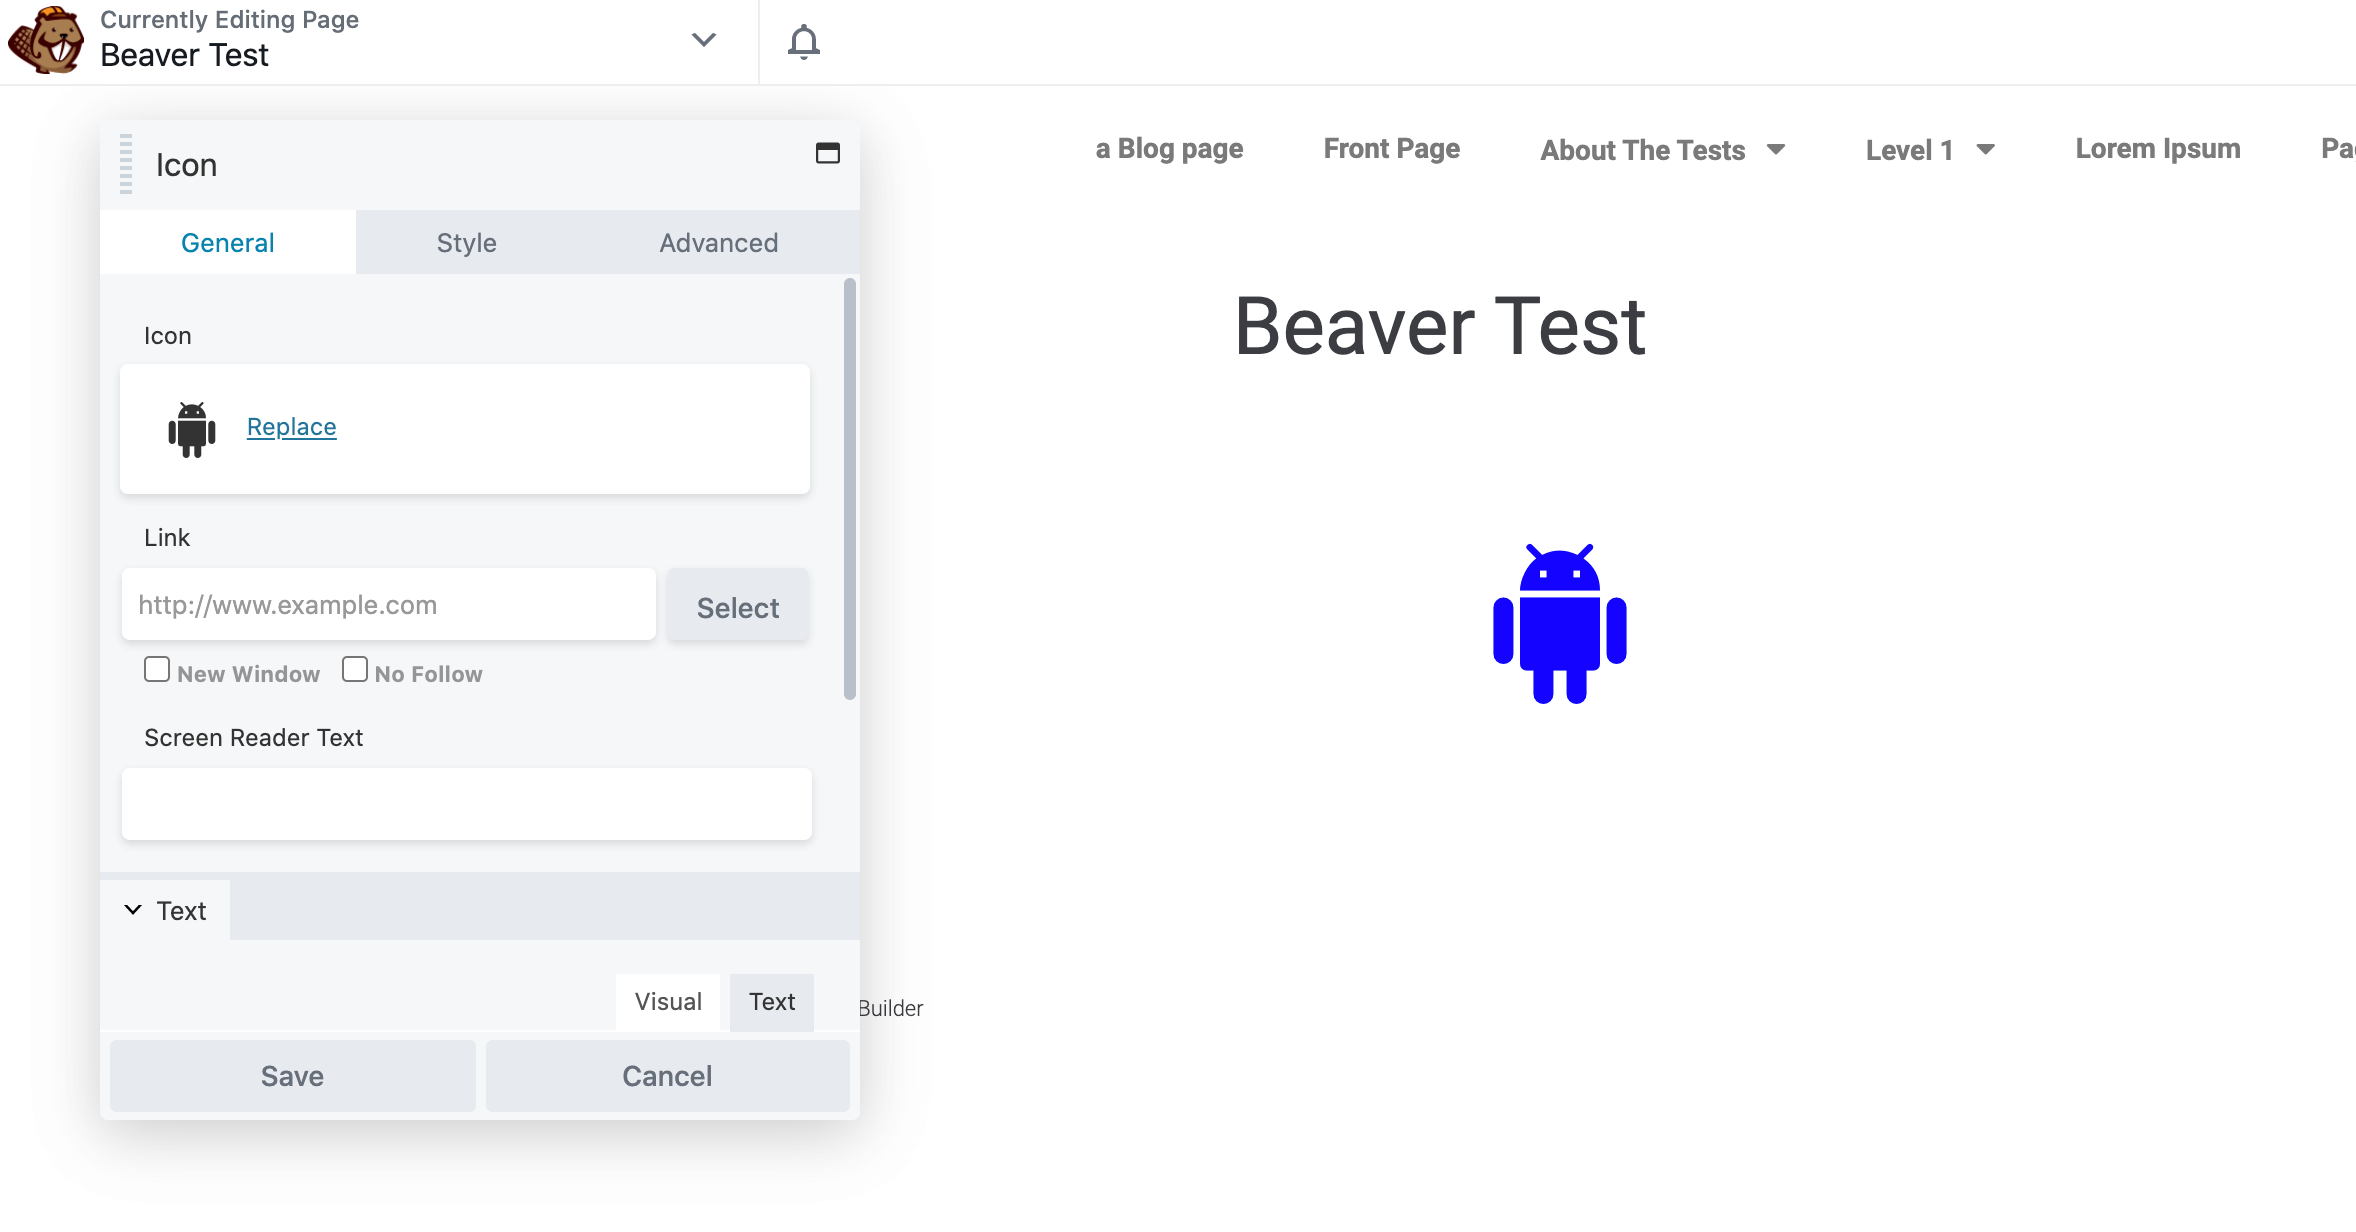 Currently Editing Page
Beaver Test
a Blog page
Front Page
About The Tests
Level 1
Lorem Ipsum
Icon
General
Style
Advanced
Beaver Test
Icon
Replace
Link
http://www.example.com
Select
New Window
No Follow
Screen Reader Text
Text
Visual
Text
Builder
Save
Cancel